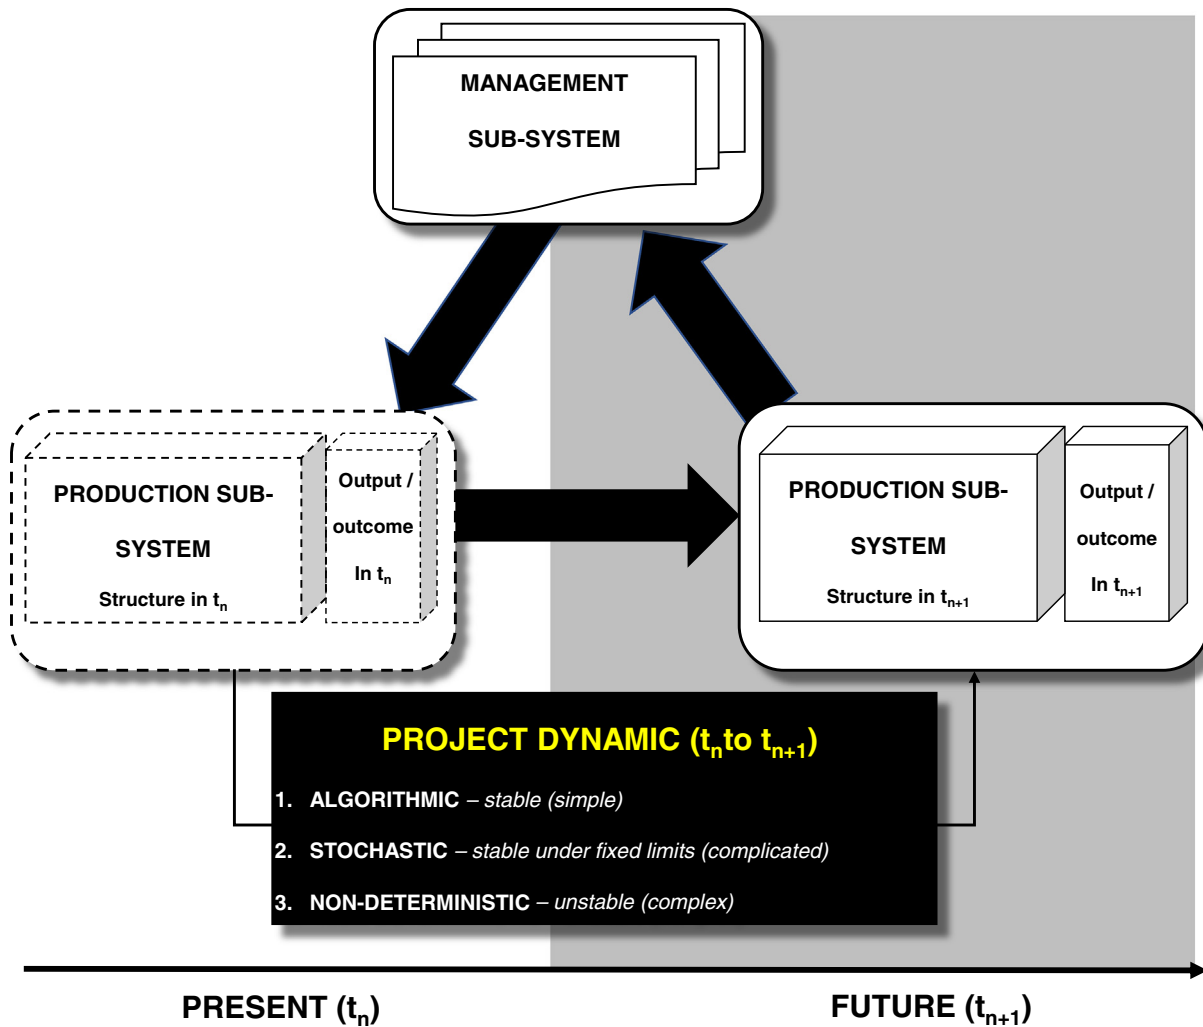 MANAGEMENT
SUB-SYSTEM
PRODUCTION SUB-
SYSTEM
Structure in tn
Output /
outcome
In tn
PRODUCTION SUB-
SYSTEM
Structure in tn+1
Output /
outcome
In tn+1
PROJECT DYNAMIC (tn to tn+1)
1. ALGORITHMIC – stable (simple)
2. STOCHASTIC – stable under fixed limits (complicated)
3. NON-DETERMINISTIC – unstable (complex)
PRESENT (tn)
FUTURE (tn+1)